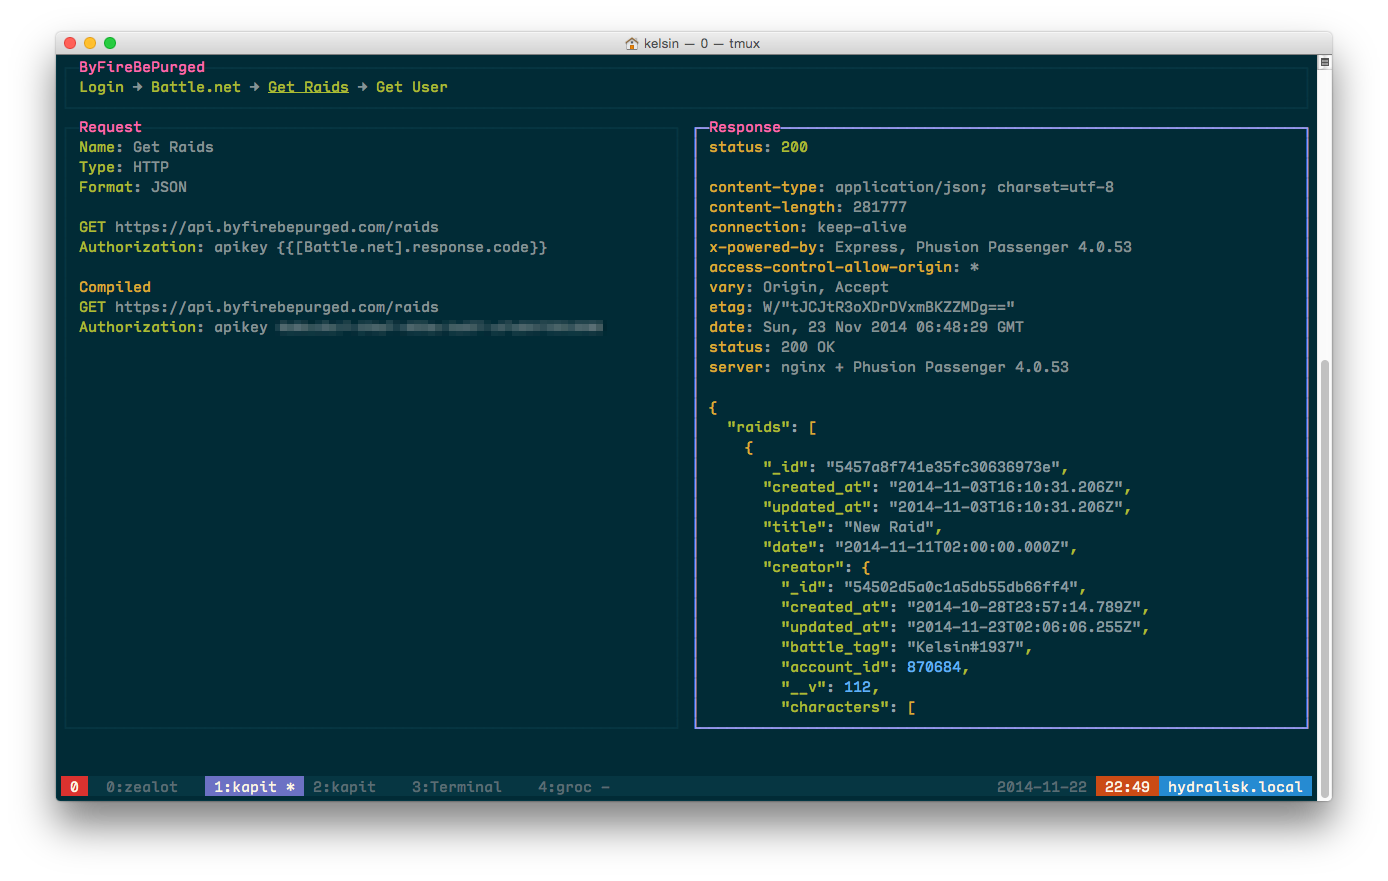 kelsin — 0 — tmux
ByFireBePurged
Login → Battle.net → Get Raids → Get User
Request
Name: Get Raids
Type: HTTP
Format: JSON
GET https://api.byfirebepurged.com/raids
Authorization: apikey {{[Battle.net].response.code}}
Compiled
GET https://api.byfirebepurged.com/raids
Authorization: apikey
Response
status: 200
content-type: application/json; charset=utf-8
content-length: 281777
connection: keep-alive
x-powered-by: Express, Phusion Passenger 4.0.53
access-control-allow-origin: *
vary: Origin, Accept
etag: W/"tJCJtR3oXDrDVxmBKZZMDg=="
date: Sun, 23 Nov 2014 06:48:29 GMT
status: 200 OK
server: nginx + Phusion Passenger 4.0.53
{
"raids": [
{
"_id": "5457a8f741e35fc30636973e",
"created_at": "2014-11-03T16:10:31.206Z",
"updated_at": "2014-11-03T16:10:31.206Z",
"title": "New Raid",
"date": "2014-11-11T02:00:00.000Z",
"creator": {
"_id": "54502d5a0c1a5db55db66ff4",
"created_at": "2014-10-28T23:57:14.789Z",
"updated_at": "2014-11-23T02:06:06.255Z",
"battle_tag": "Kelsin#1937",
"account_id": 870684,
"__v": 112,
"characters": [
0 0:zealot 1:kapit * 2:kapit 3:Terminal 4:groc - 2014-11-22 22:49 hydralisk.local